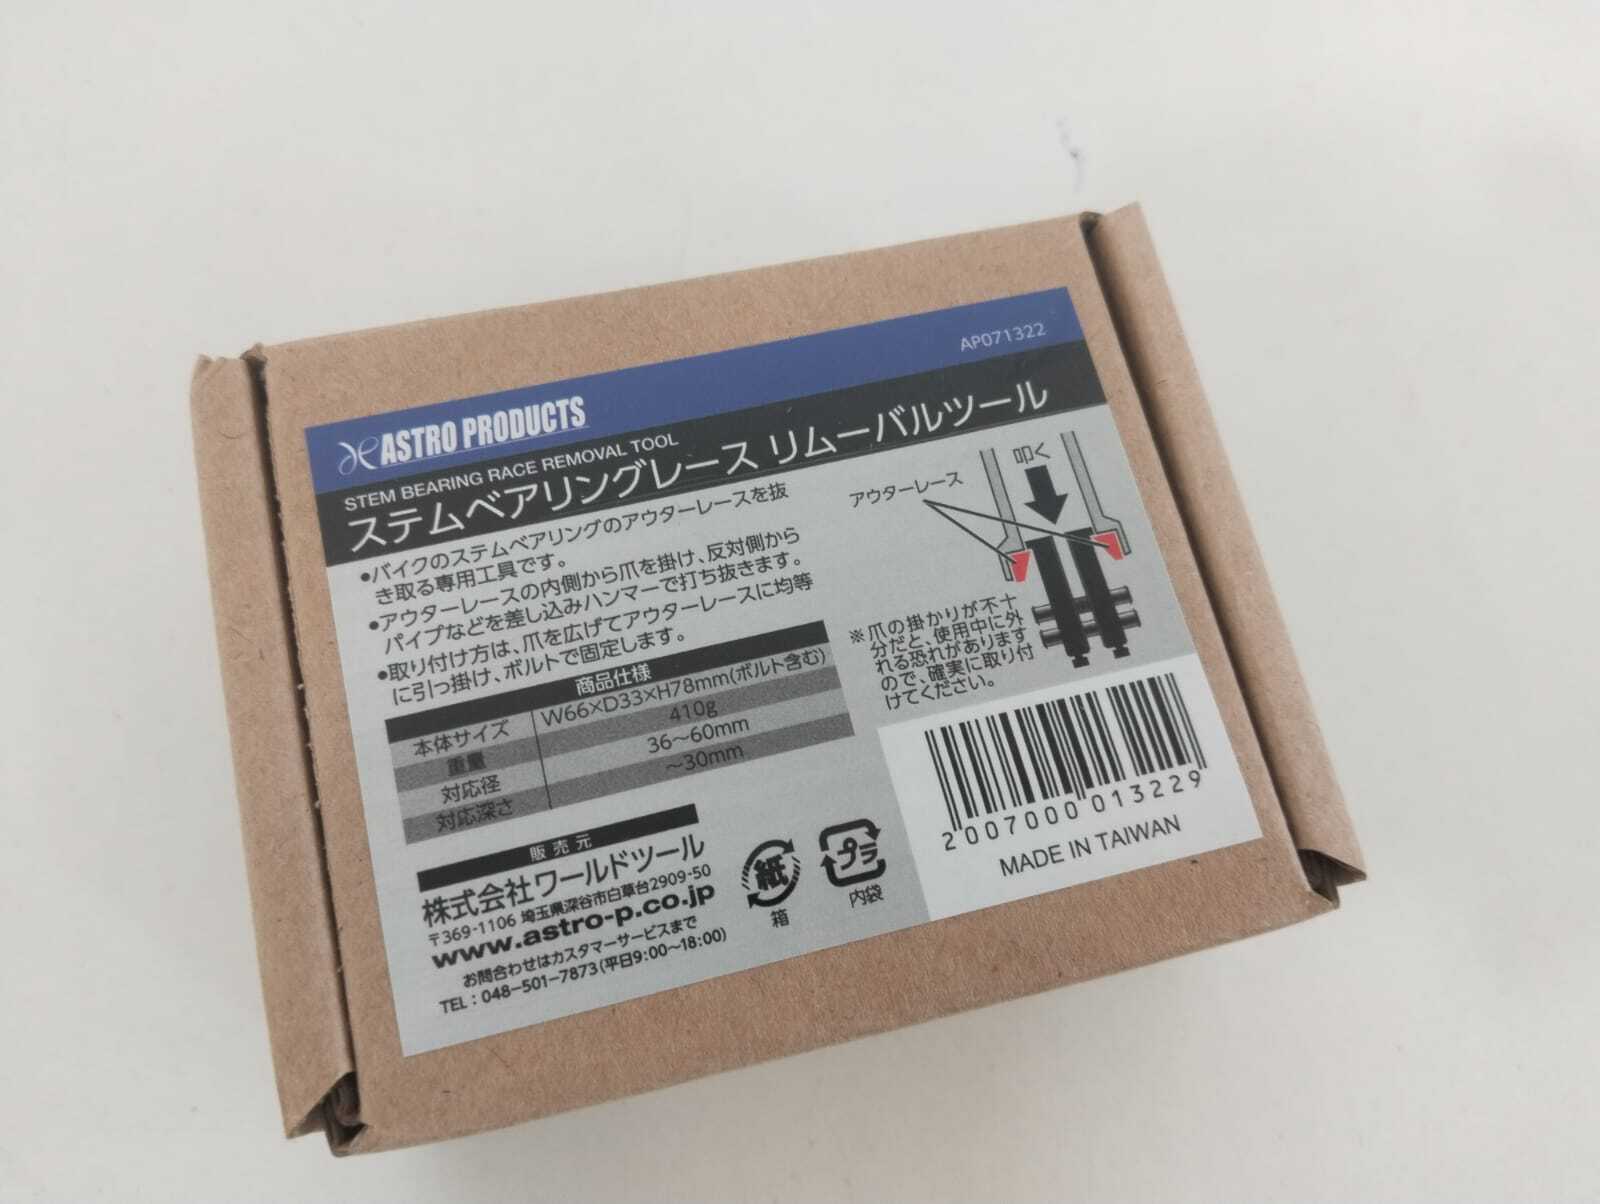 AP071322
ASTRO PRODUCTS
STEM BEARING RACE REMOVAL TOOL
ステムベアリングレース リムーバルツール
•バイクのステムベアリングのアウターレースを抜
き取る専用工具です。
•アウターレースの内側から爪を掛け、反対側から
パイプなどを差し込みハンマーで打ち抜きます。
•取り付け方は、爪を広げてアウターレースに均等
に引っ掛け、ボルトで固定します。
商品仕様
本体サイズ W66×D33×H78mm(ボルト含む)
重量 410g
対応径 36～60mm
対応深さ ～30mm
叩く
アウターレース
※爪の掛かりが不十
分だと、使用中に外
れる恐れがあります
ので、確実に取り付
けてください。
販売元
株式会社ワールドツール
〒369-1106 埼玉県深谷市白草台2909-50
www.astro-p.co.jp
お問合わせはカスタマーサービスまで
TEL：048-501-7873(平日9:00～18:00)
紙
箱
プラ
内袋
2007000013229
MADE IN TAIWAN